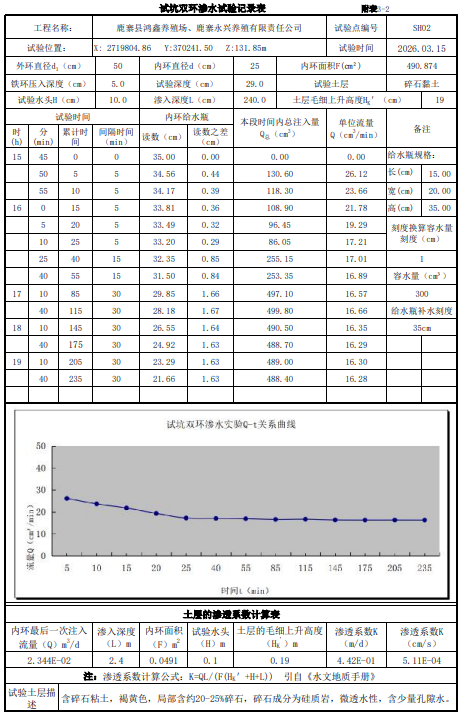 试坑双环渗水试验记录表 附表3-2
工程名称: 鹿寨县鸿鑫养殖场、鹿寨永兴养殖有限责任公司 试验点编号 SH02
试验位置: X: 2719804.86 Y:370241.50 Z:131.85m 试验时间 2026.03.15
外环直径d₁(cm) 50 内环直径d(cm) 25 内环面积F(cm²) 490.874
铁环压入深度(cm) 5.0 试验深度(cm) 29.0 试验土层 碎石黏土
试验水头H(cm) 10.0 渗入深度L(cm) 240.0 土层毛细上升高度Hₖ′(cm) 19
试验时间 内环给水瓶 本段时间内总注入量 Q总(cm³) 单位流量 Q(cm³/min) 备注
时(h) 分(min) 累计时间 间隔时间(min) 读数(cm) 读数之差(cm)
15 45 0 0 35.00 0.00 0.00 0.00 给水瓶规格:
50 5 5 34.56 0.44 130.60 26.12 长(cm) 15.00
55 10 5 34.17 0.39 118.30 23.66 宽(cm) 20.00
16 0 15 5 33.81 0.36 108.90 21.78 高(cm) 35.00
5 20 5 33.49 0.32 96.45 19.29 刻度换算容水量
10 25 5 33.20 0.29 86.05 17.21 刻度(cm)
25 40 15 32.35 0.85 255.15 17.01 1
40 55 15 31.50 0.84 253.35 16.89 容水量(cm³)
17 10 85 30 29.85 1.66 497.10 16.57 300
40 115 30 28.18 1.67 499.80 16.66 给水瓶补水刻度
18 10 145 30 26.55 1.64 490.50 16.35 35cm
40 175 30 24.92 1.63 488.70 16.29
19 10 205 30 23.29 1.63 489.00 16.30
40 235 30 21.66 1.63 488.40 16.28
试坑双环渗水实验Q-t关系曲线
流量Q(cm³/min)
50
40
30
20
10
0
5 10 15 20 25 40 55 85 115 145 175 205 235
时间t(min)
土层的渗透系数计算表
内环最后一次注入流量(Q)m³/d 渗入深度(L)m 内环面积(F)m² 试验水头(H)m 土层的毛细上升高度(Hₖ′)m 渗透系数K(m/d) 渗透系数K(cm/s)
2.344E-02 2.4 0.0491 0.1 0.19 4.42E-01 5.11E-04
注: 渗透系数计算公式: K=QL/(F(Hₖ′+H+L)) 引自《水文地质手册》
试验土层描述 含碎石粘土,褐黄色,局部含约20-25%碎石,碎石成分为硅质岩,微透水性,含少量孔隙水。